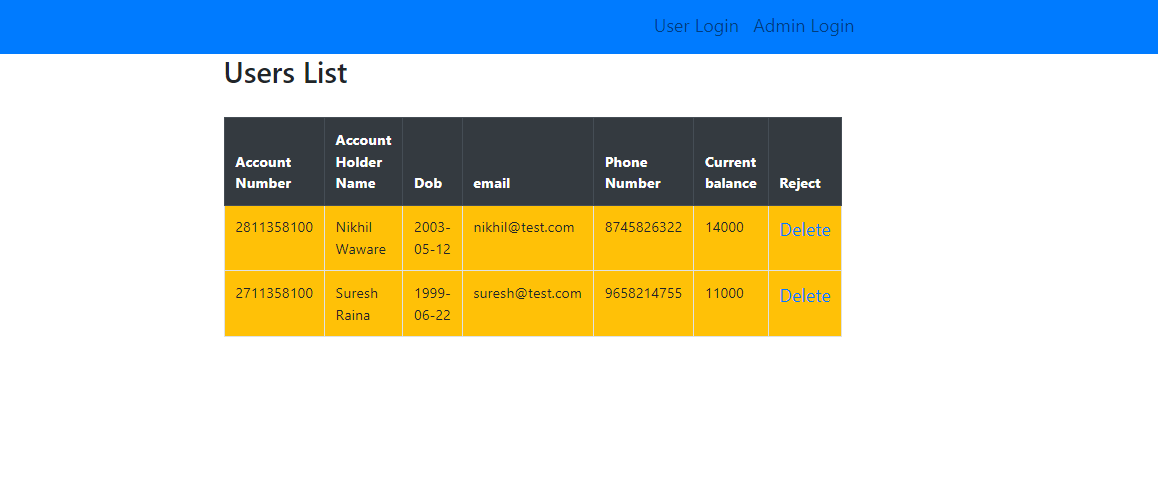 User Login Admin Login
Users List
Account Number Account Holder Name Dob email Phone Number Current balance Reject
2811358100 Nikhil Waware 2003-05-12 nikhil@test.com 8745826322 14000 Delete
2711358100 Suresh Raina 1999-06-22 suresh@test.com 9658214755 11000 Delete